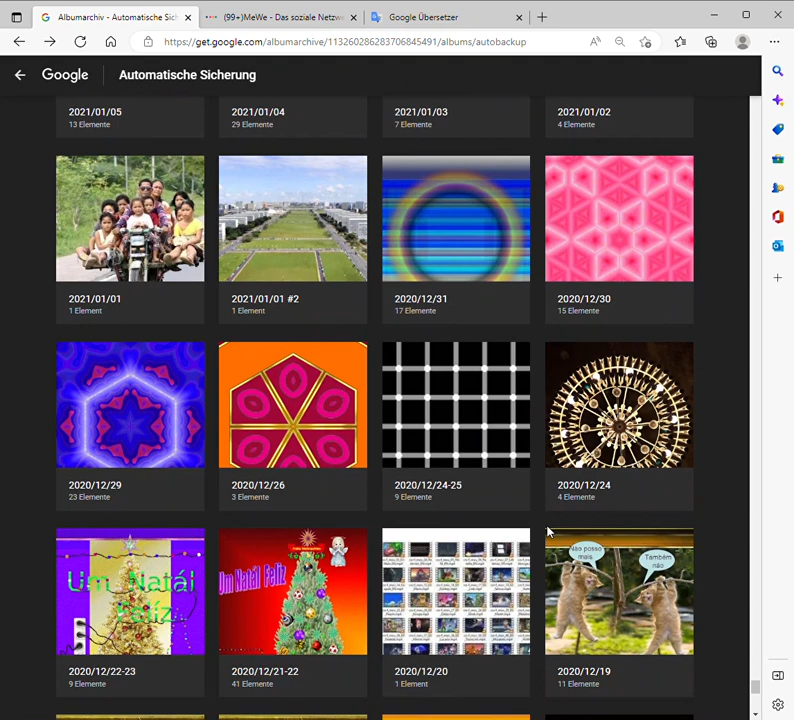 Albumarchiv - Automatische Sich
(99+)MeWe - Das soziale Netzwe
Google Übersetzer
https://get.google.com/albumarchive/113260286283706845491/albums/autobackup
Google
Automatische Sicherung
2021/01/05
13 Elemente
2021/01/04
29 Elemente
2021/01/03
7 Elemente
2021/01/02
4 Elemente
2021/01/01
1 Element
2021/01/01 #2
1 Element
2020/12/31
17 Elemente
2020/12/30
15 Elemente
2020/12/29
23 Elemente
2020/12/26
3 Elemente
2020/12/24-25
9 Elemente
2020/12/24
4 Elemente
Um Natál
Felíz
Um Natál Felíz
Não posso
mais
Também
não
2020/12/22-23
9 Elemente
2020/12/21-22
41 Elemente
2020/12/20
1 Element
2020/12/19
11 Elemente